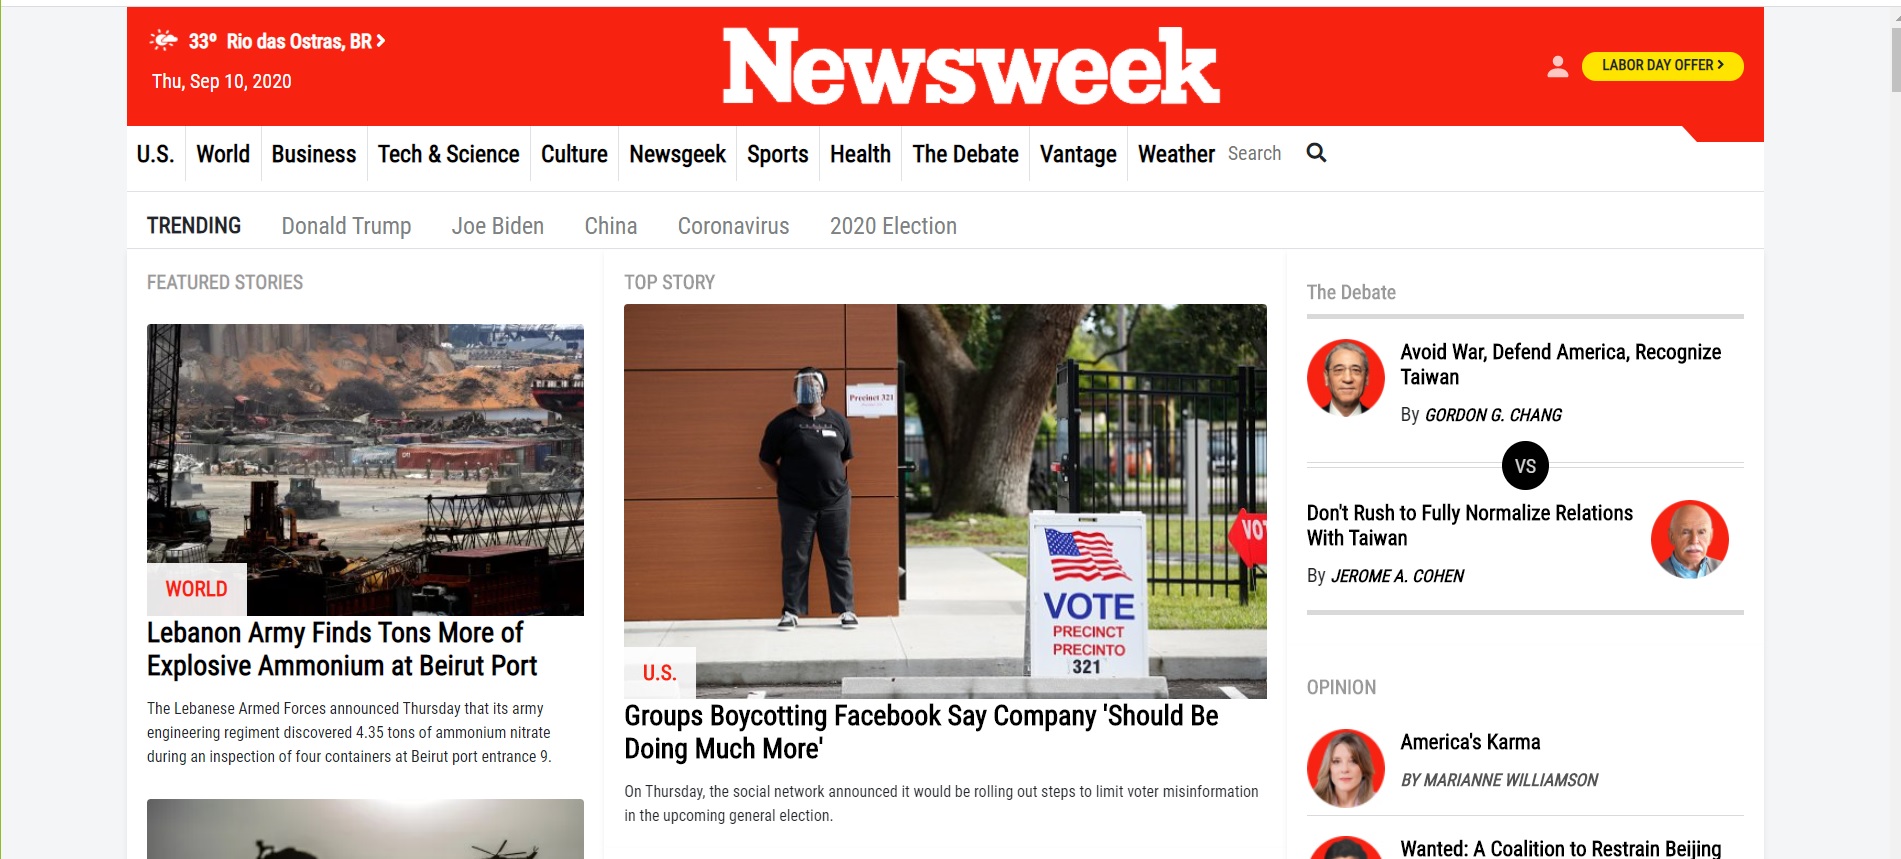 33º Rio das Ostras, BR
Thu, Sep 10, 2020
Newsweek
LABOR DAY OFFER
U.S. World Business Tech & Science Culture Newsgeek Sports Health The Debate Vantage Weather Search
TRENDING Donald Trump Joe Biden China Coronavirus 2020 Election
FEATURED STORIES
WORLD
Lebanon Army Finds Tons More of
Explosive Ammonium at Beirut Port
The Lebanese Armed Forces announced Thursday that its army
engineering regiment discovered 4.35 tons of ammonium nitrate
during an inspection of four containers at Beirut port entrance 9.
TOP STORY
Precinct 321
VOTE
PRECINCT
PRECINTO
321
VOT
U.S.
Groups Boycotting Facebook Say Company 'Should Be
Doing Much More'
On Thursday, the social network announced it would be rolling out steps to limit voter misinformation
in the upcoming general election.
The Debate
Avoid War, Defend America, Recognize
Taiwan
By GORDON G. CHANG
VS
Don't Rush to Fully Normalize Relations
With Taiwan
By JEROME A. COHEN
OPINION
America's Karma
BY MARIANNE WILLIAMSON
Wanted: A Coalition to Restrain Beijing